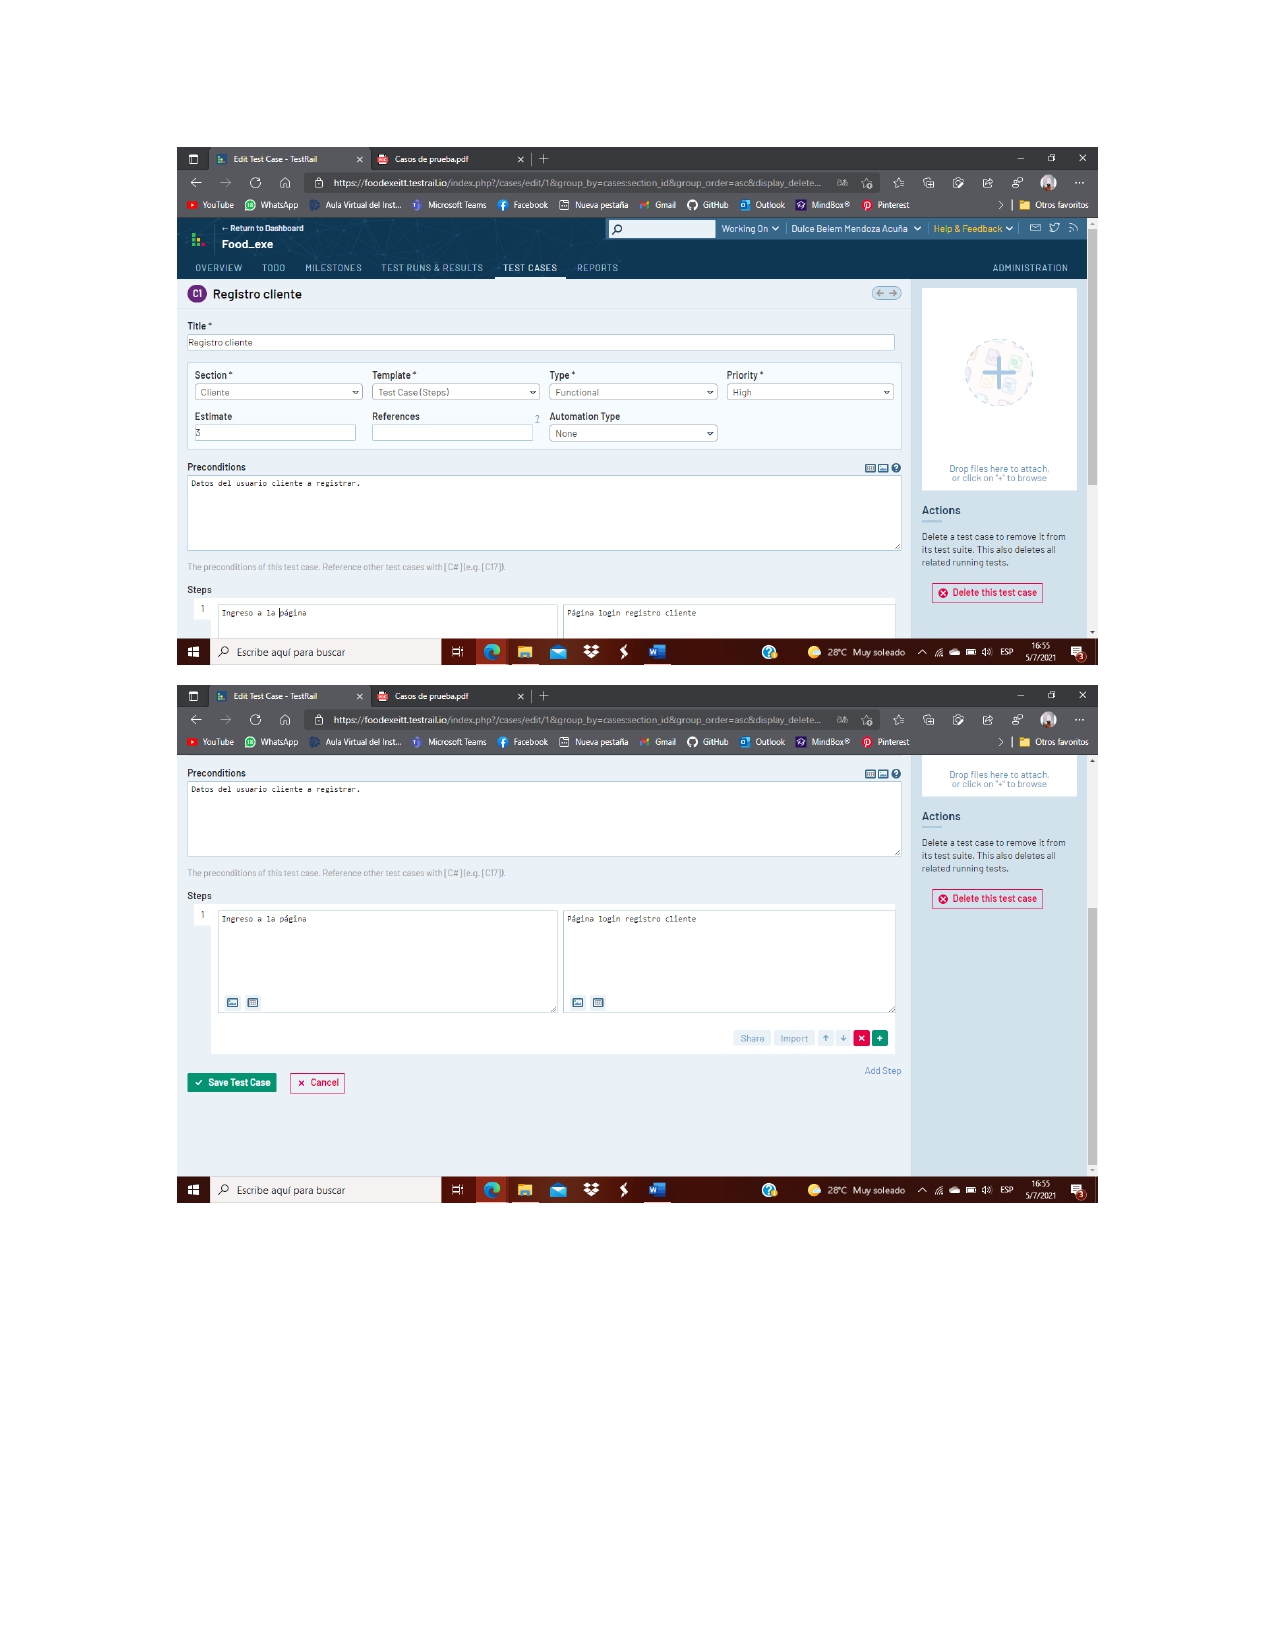 Edit Test Case - TestRail
Casos de prueba.pdf
https://foodexeitt.testrail.io/index.php?/cases/edit/1&group_by=cases:section_id&group_order=asc&display_delete...
YouTube WhatsApp Aula Virtual del Inst... Microsoft Teams Facebook Nueva pestaña Gmail GitHub Outlook MindBox® Pinterest Otros favoritos
← Return to Dashboard
Food_exe
Working On Dulce Belem Mendoza Acuña Help & Feedback
OVERVIEW TODO MILESTONES TEST RUNS & RESULTS TEST CASES REPORTS ADMINISTRATION
C1 Registro cliente
Title *
Registro cliente
Section * Template * Type * Priority *
Cliente Test Case (Steps) Functional High
Estimate References ? Automation Type
3 None
Preconditions
Datos del usuario cliente a registrar.
The preconditions of this test case. Reference other test cases with [C#] (e.g. [C17]).
Steps
1 Ingreso a la página Página login registro cliente
Drop files here to attach,
or click on "+" to browse
Actions
Delete a test case to remove it from
its test suite. This also deletes all
related running tests.
Delete this test case
Escribe aquí para buscar
28°C Muy soleado ESP
16:55
5/7/2021
3
Edit Test Case - TestRail
Casos de prueba.pdf
https://foodexeitt.testrail.io/index.php?/cases/edit/1&group_by=cases:section_id&group_order=asc&display_delete...
YouTube WhatsApp Aula Virtual del Inst... Microsoft Teams Facebook Nueva pestaña Gmail GitHub Outlook MindBox® Pinterest Otros favoritos
Preconditions
Datos del usuario cliente a registrar.
The preconditions of this test case. Reference other test cases with [C#] (e.g. [C17]).
Steps
1 Ingreso a la página Página login registro cliente
Share Import
Add Step
Save Test Case Cancel
Drop files here to attach,
or click on "+" to browse
Actions
Delete a test case to remove it from
its test suite. This also deletes all
related running tests.
Delete this test case
Escribe aquí para buscar
28°C Muy soleado ESP
16:55
5/7/2021
3